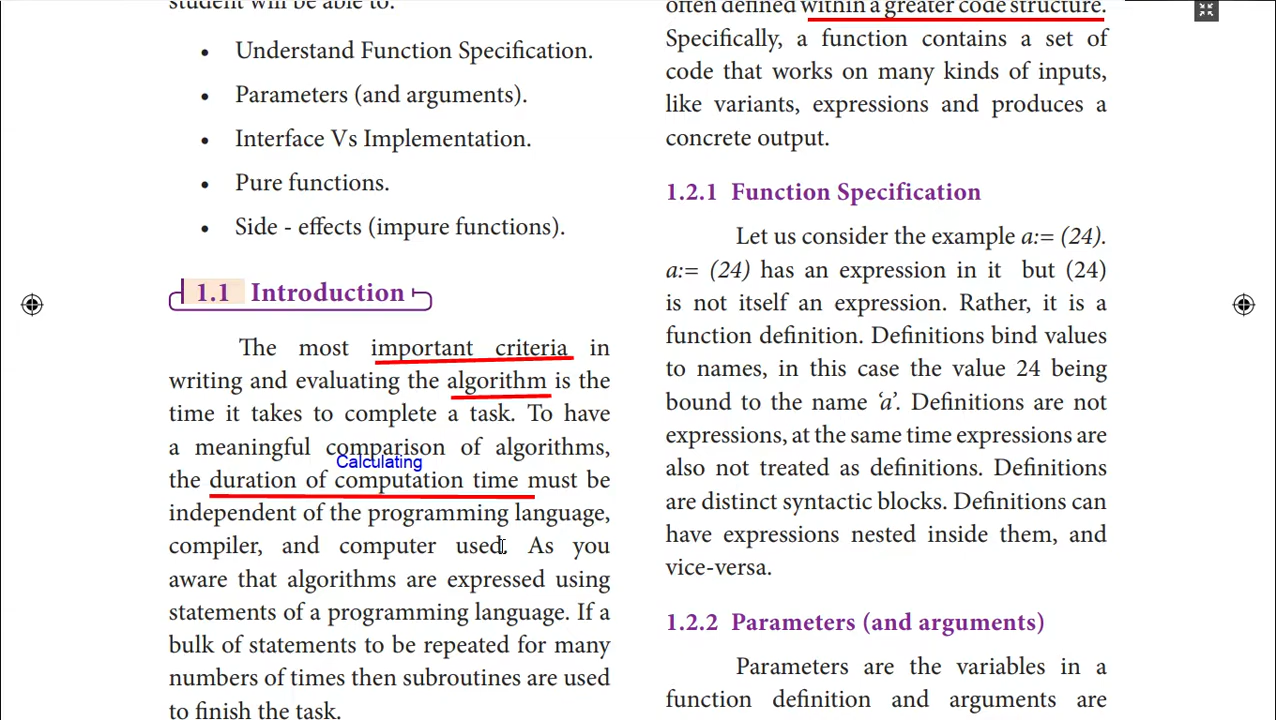 student will be able to:
• Understand Function Specification.
• Parameters (and arguments).
• Interface Vs Implementation.
• Pure functions.
• Side - effects (impure functions).
1.1 Introduction
The most important criteria in
writing and evaluating the algorithm is the
time it takes to complete a task. To have
a meaningful comparison of algorithms,
Calculating
the duration of computation time must be
independent of the programming language,
compiler, and computer used. As you
aware that algorithms are expressed using
statements of a programming language. If a
bulk of statements to be repeated for many
numbers of times then subroutines are used
to finish the task.
often defined within a greater code structure.
Specifically, a function contains a set of
code that works on many kinds of inputs,
like variants, expressions and produces a
concrete output.
1.2.1 Function Specification
Let us consider the example a:= (24).
a:= (24) has an expression in it but (24)
is not itself an expression. Rather, it is a
function definition. Definitions bind values
to names, in this case the value 24 being
bound to the name ‘a’. Definitions are not
expressions, at the same time expressions are
also not treated as definitions. Definitions
are distinct syntactic blocks. Definitions can
have expressions nested inside them, and
vice-versa.
1.2.2 Parameters (and arguments)
Parameters are the variables in a
function definition and arguments are